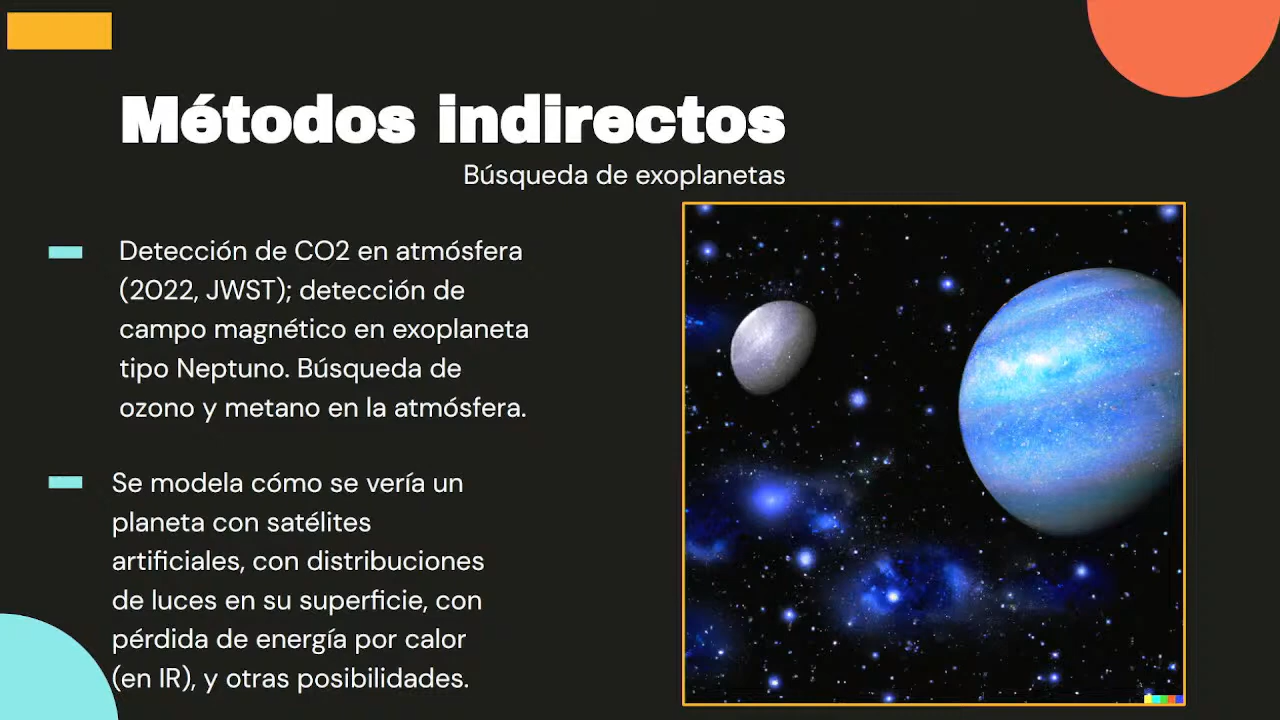 Métodos indirectos
Búsqueda de exoplanetas
Detección de CO2 en atmósfera
(2022, JWST); detección de
campo magnético en exoplaneta
tipo Neptuno. Búsqueda de
ozono y metano en la atmósfera.
Se modela cómo se vería un
planeta con satélites
artificiales, con distribuciones
de luces en su superficie, con
pérdida de energía por calor
(en IR), y otras posibilidades.